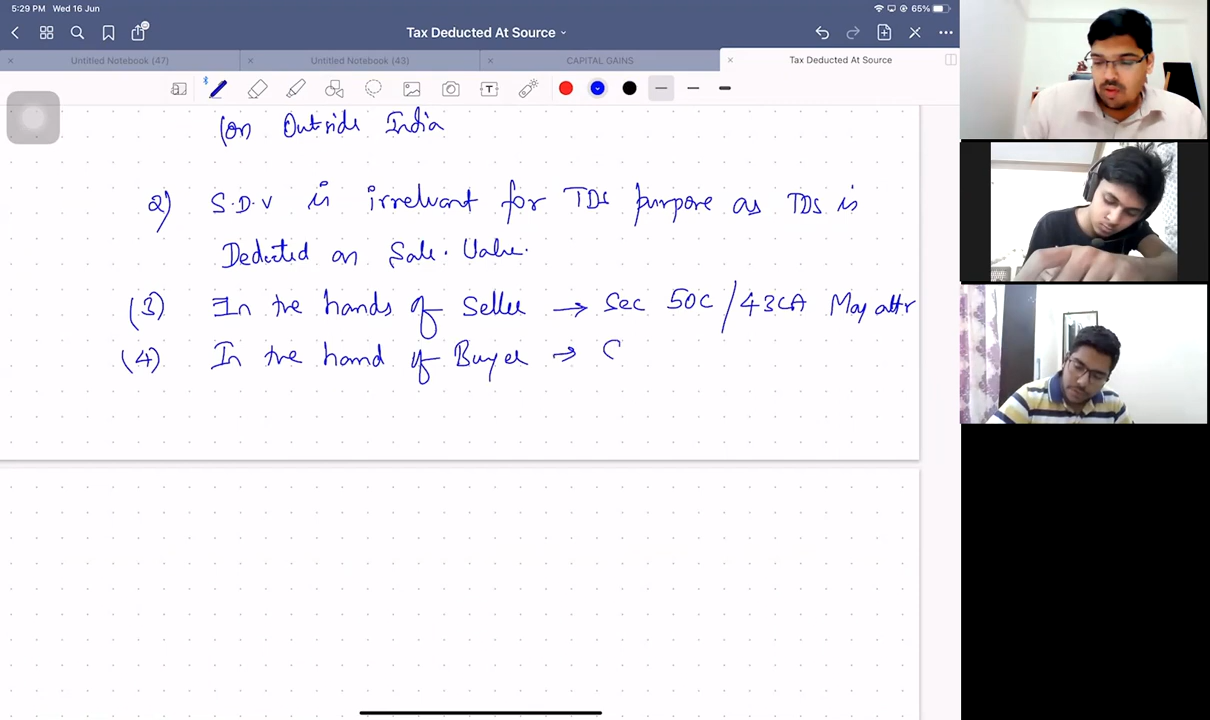 5:29 PM Wed 16 Jun
65%
Tax Deducted At Source
Untitled Notebook (47)
Untitled Notebook (43)
CAPITAL GAINS
Tax Deducted At Source
T
(on Outside India
2) S.D.V is irrelevant for TDS purpose as TDS is
Deducted on Sale. Value.
(3) In the hands of Seller → Sec 50C/43CA May attr
(4) In the hand of Buyer →